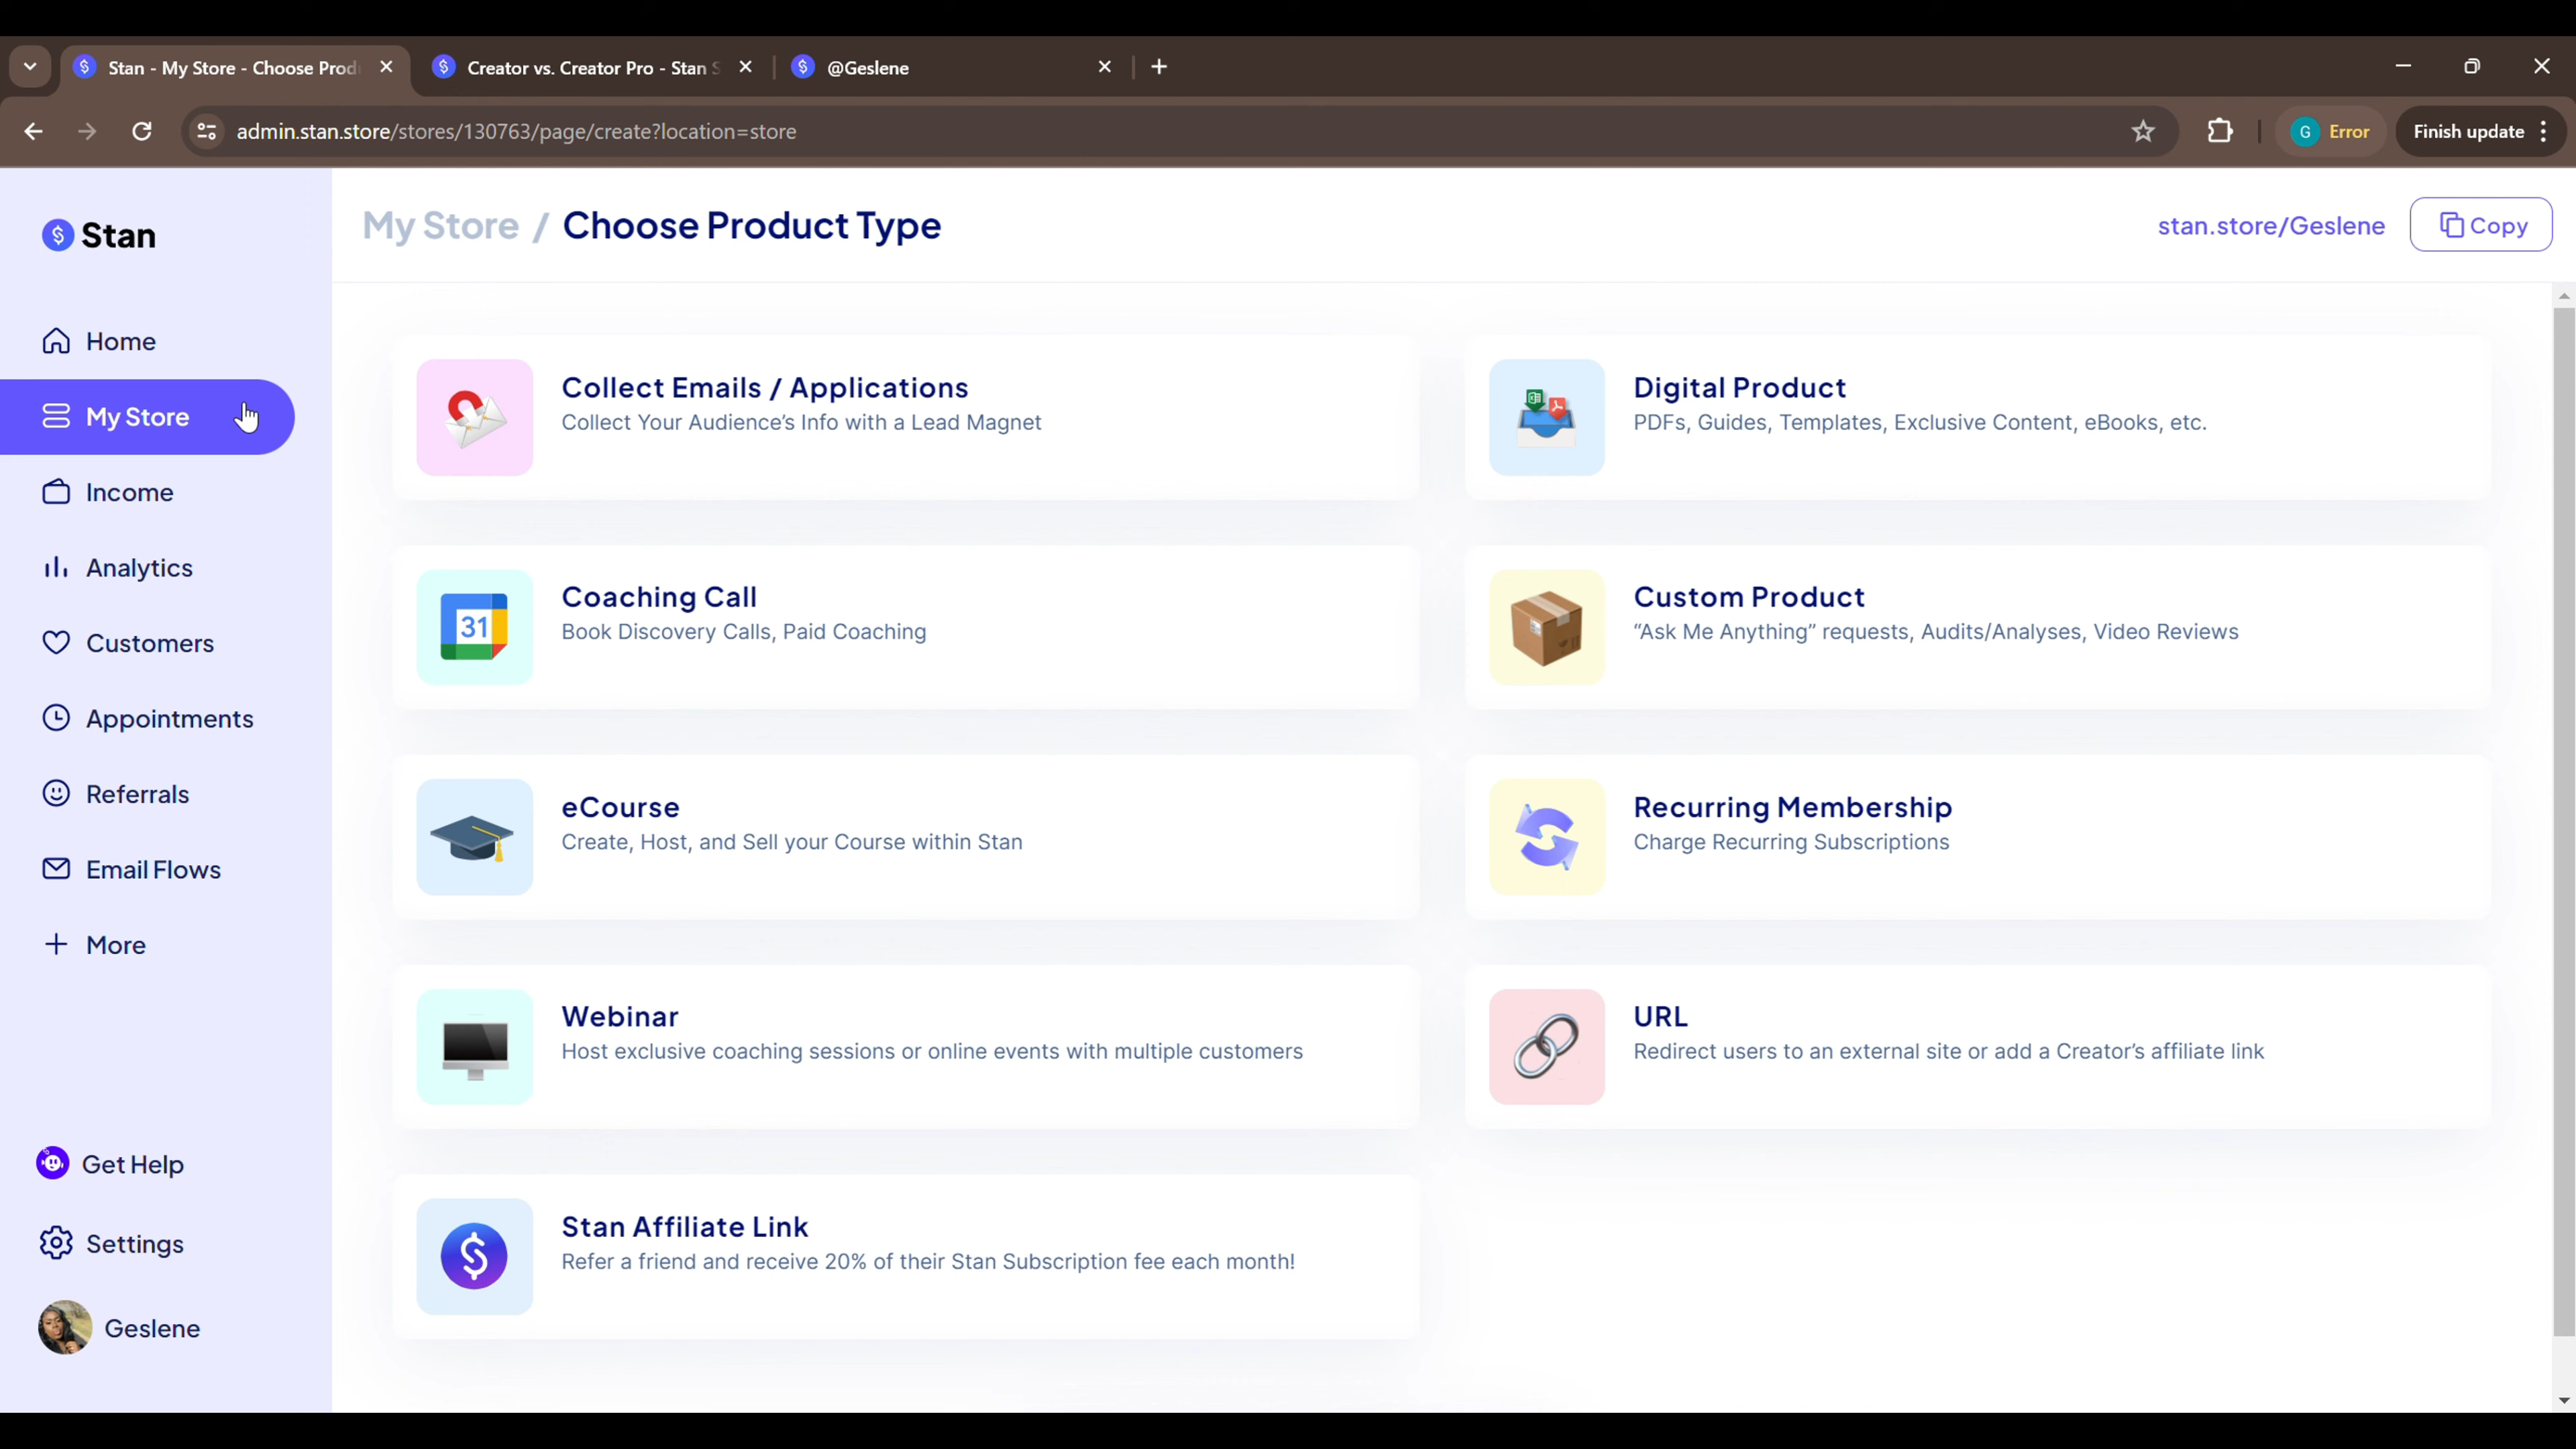 Stan - My Store - Choose Prod
Creator vs. Creator Pro - Stan S
@Geslene
admin.stan.store/stores/130763/page/create?location=store
G
Error
Finish update
Stan
My Store / Choose Product Type
stan.store/Geslene
Copy
Home
My Store
Income
Analytics
Customers
Appointments
Referrals
Email Flows
More
Get Help
Settings
Geslene
Collect Emails / Applications
Collect Your Audience's Info with a Lead Magnet
Digital Product
PDFs, Guides, Templates, Exclusive Content, eBooks, etc.
31
Coaching Call
Book Discovery Calls, Paid Coaching
Custom Product
“Ask Me Anything” requests, Audits/Analyses, Video Reviews
eCourse
Create, Host, and Sell your Course within Stan
Recurring Membership
Charge Recurring Subscriptions
Webinar
Host exclusive coaching sessions or online events with multiple customers
URL
Redirect users to an external site or add a Creator's affiliate link
Stan Affiliate Link
Refer a friend and receive 20% of their Stan Subscription fee each month!